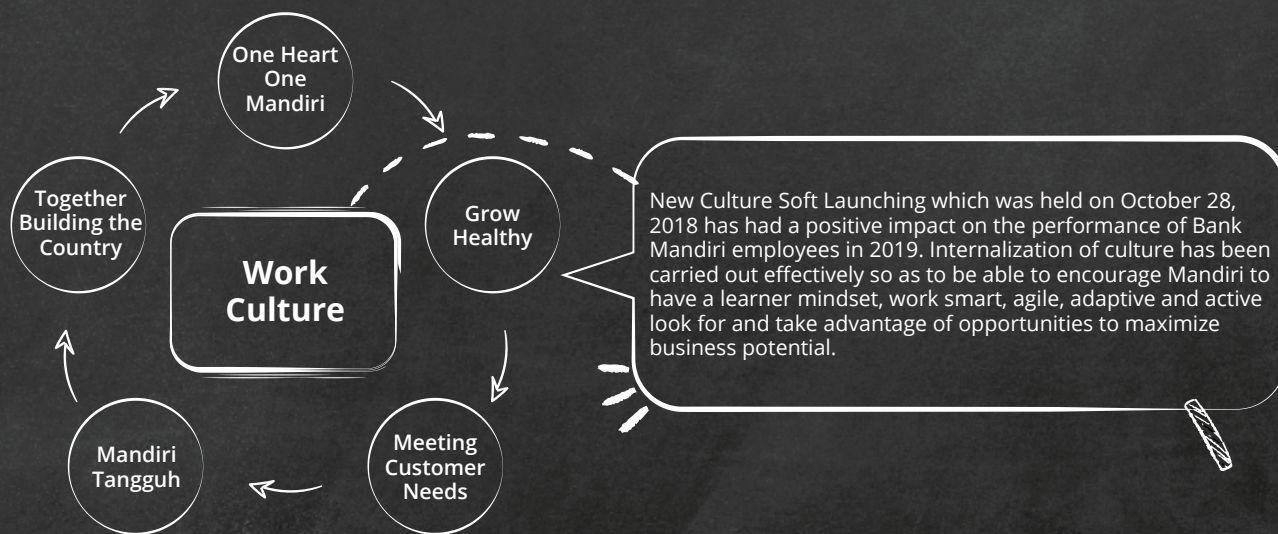 One Heart
One
Mandiri
Grow
Healthy
Meeting
Customer
Needs
Mandiri
Tangguh
Together
Building the
Country
Work
Culture
New Culture Soft Launching which was held on October 28,
2018 has had a positive impact on the performance of Bank
Mandiri employees in 2019. Internalization of culture has been
carried out effectively so as to be able to encourage Mandiri to
have a learner mindset, work smart, agile, adaptive and active
look for and take advantage of opportunities to maximize
business potential.